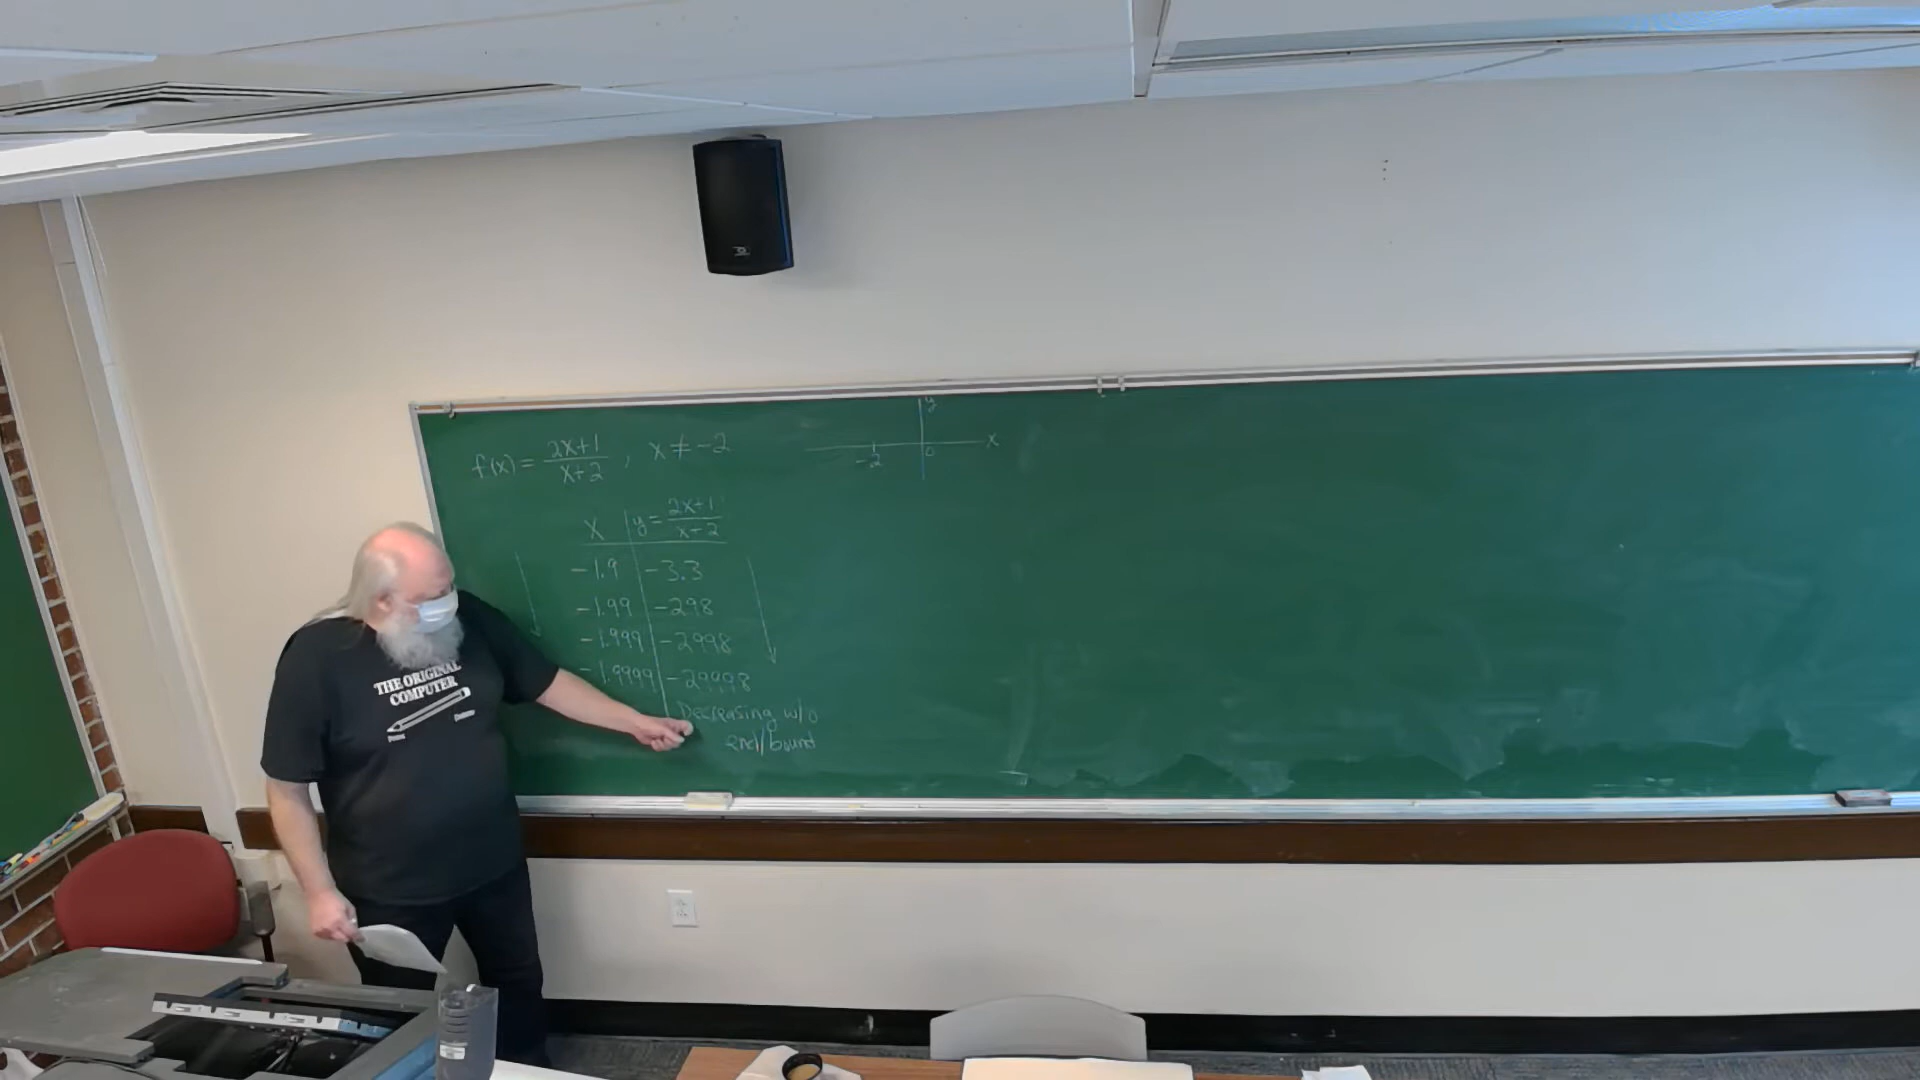 f(x) = (2x+1)/(x+2), x ≠ -2
y
x
-2 0
x | y = (2x+1)/(x+2)
-1.9 | -3.3
-1.99 | -298
-1.999 | -2998
-1.9999 | -29998
Decreasing w/o
end/bound
THE ORIGINAL
COMPUTER